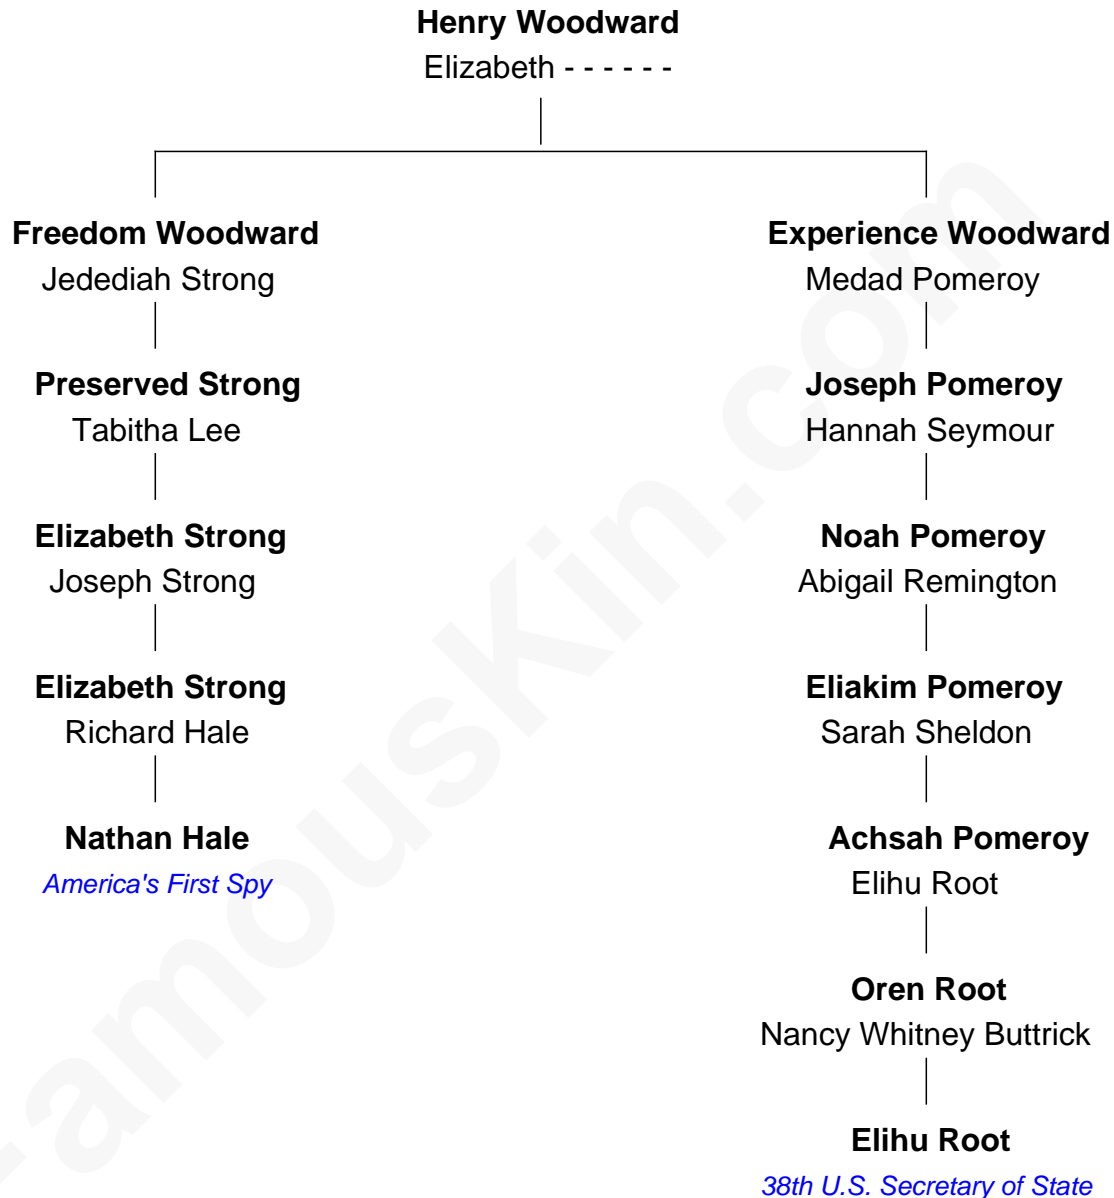 Henry Woodward
Elizabeth - - - - - -
Freedom Woodward
Jedediah Strong
Experience Woodward
Medad Pomeroy
Preserved Strong
Tabitha Lee
Joseph Pomeroy
Hannah Seymour
Elizabeth Strong
Joseph Strong
Noah Pomeroy
Abigail Remington
Elizabeth Strong
Richard Hale
Eliakim Pomeroy
Sarah Sheldon
Nathan Hale
America's First Spy
Achsah Pomeroy
Elihu Root
Oren Root
Nancy Whitney Buttrick
Elihu Root
38th U.S. Secretary of State
FamousKin.com